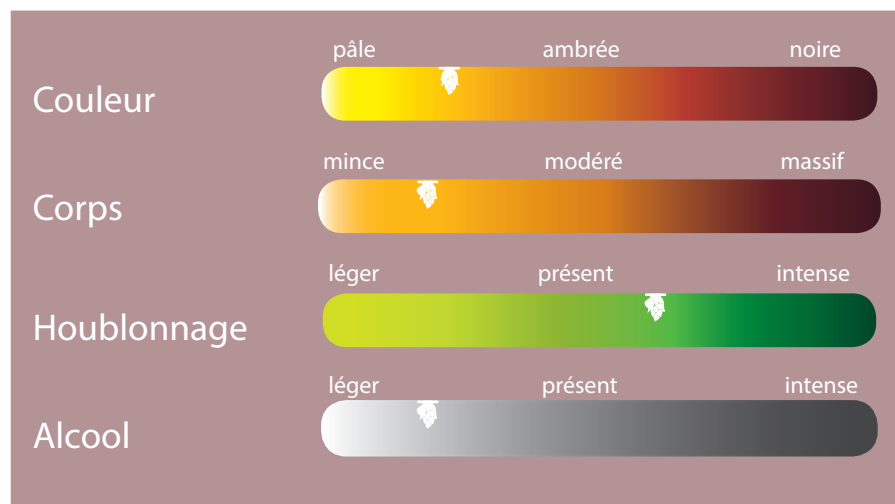 pâle ambrée noire
Couleur
mince modéré massif
Corps
léger présent intense
Houblonnage
léger présent intense
Alcool